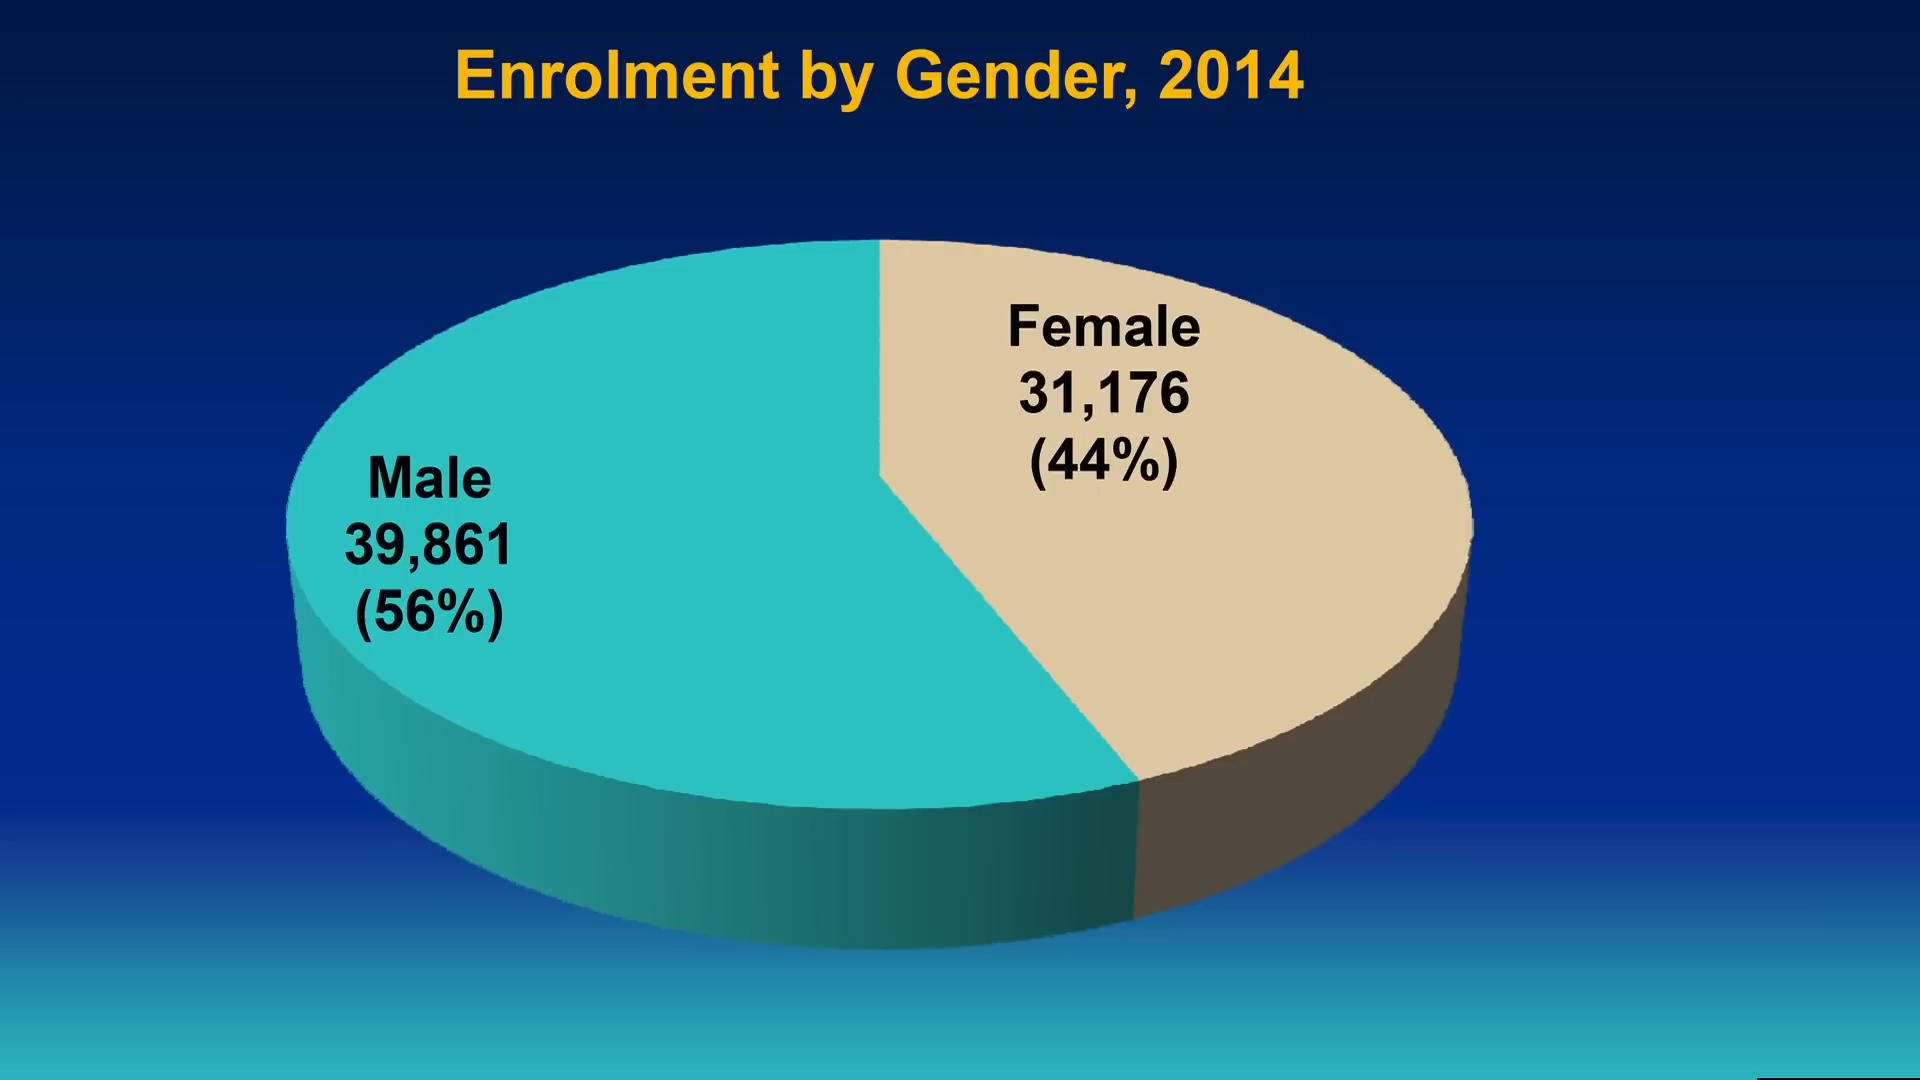 Enrolment by Gender, 2014
Female
31,176
(44%)
Male
39,861
(56%)